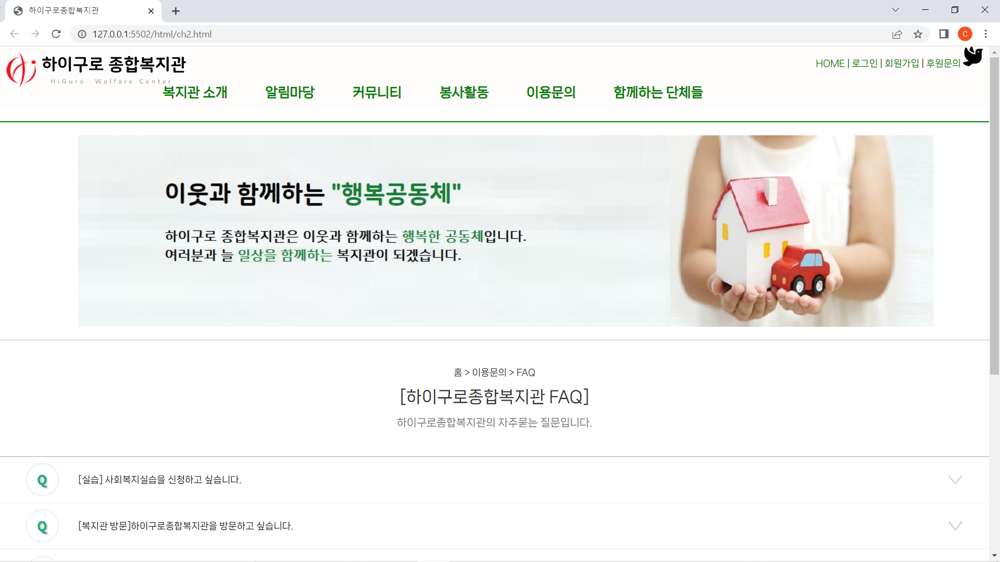 하이구로종합복지관
127.0.0.1:5502/html/ch2.html
C
하이구로 종합복지관
HiGuro Walfare Center
HOME | 로그인 | 회원가입 | 후원문의
복지관 소개 알림마당 커뮤니티 봉사활동 이용문의 함께하는 단체들
이웃과 함께하는 "행복공동체"
하이구로 종합복지관은 이웃과 함께하는 행복한 공동체입니다.
여러분과 늘 일상을 함께하는 복지관이 되겠습니다.
홈 > 이용문의 > FAQ
[하이구로종합복지관 FAQ]
하이구로종합복지관의 자주묻는 질문입니다.
Q [실습] 사회복지실습을 신청하고 싶습니다.
Q [복지관 방문]하이구로종합복지관을 방문하고 싶습니다.